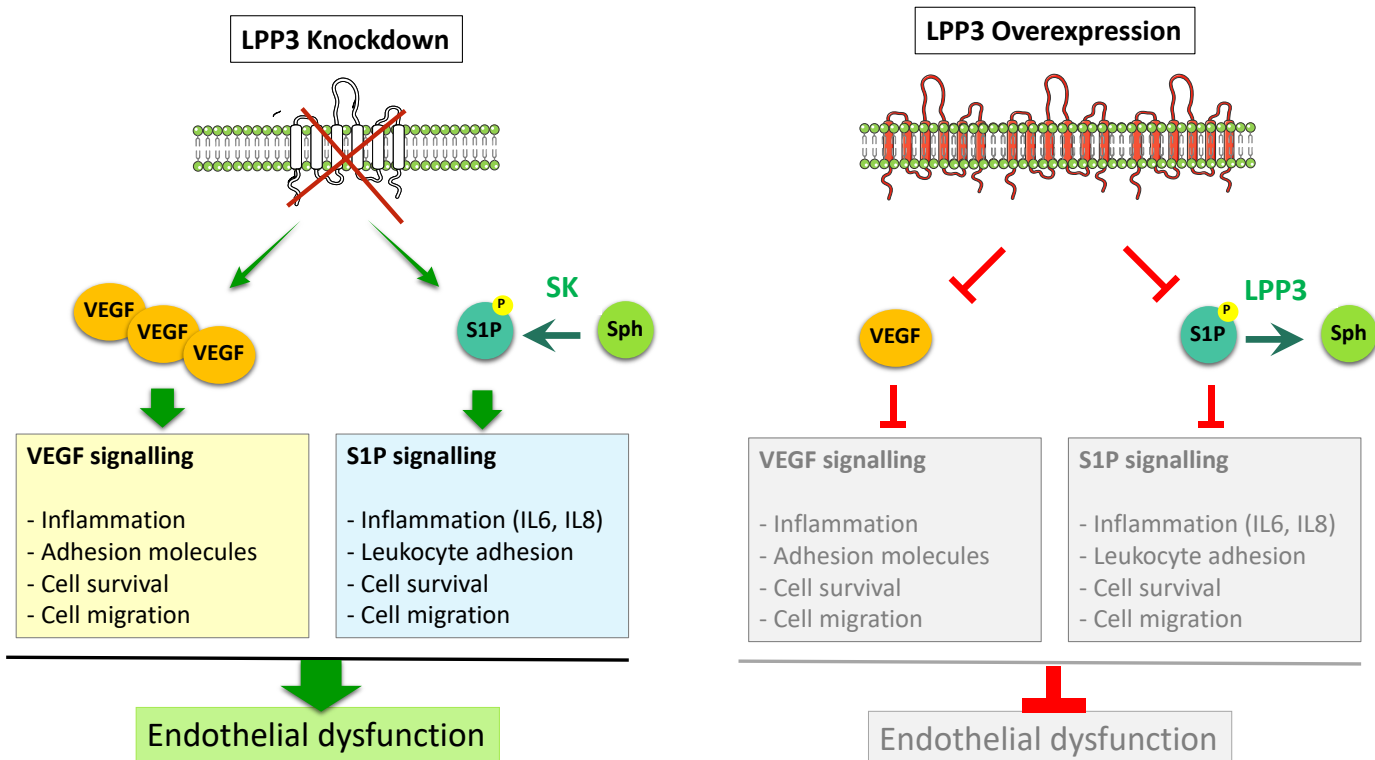 LPP3 Knockdown
VEGF
VEGF
VEGF
SK
P
S1P
Sph
VEGF signalling
- Inflammation
- Adhesion molecules
- Cell survival
- Cell migration
S1P signalling
- Inflammation (IL6, IL8)
- Leukocyte adhesion
- Cell survival
- Cell migration
Endothelial dysfunction
LPP3 Overexpression
VEGF
P
LPP3
S1P
Sph
VEGF signalling
- Inflammation
- Adhesion molecules
- Cell survival
- Cell migration
S1P signalling
- Inflammation (IL6, IL8)
- Leukocyte adhesion
- Cell survival
- Cell migration
Endothelial dysfunction